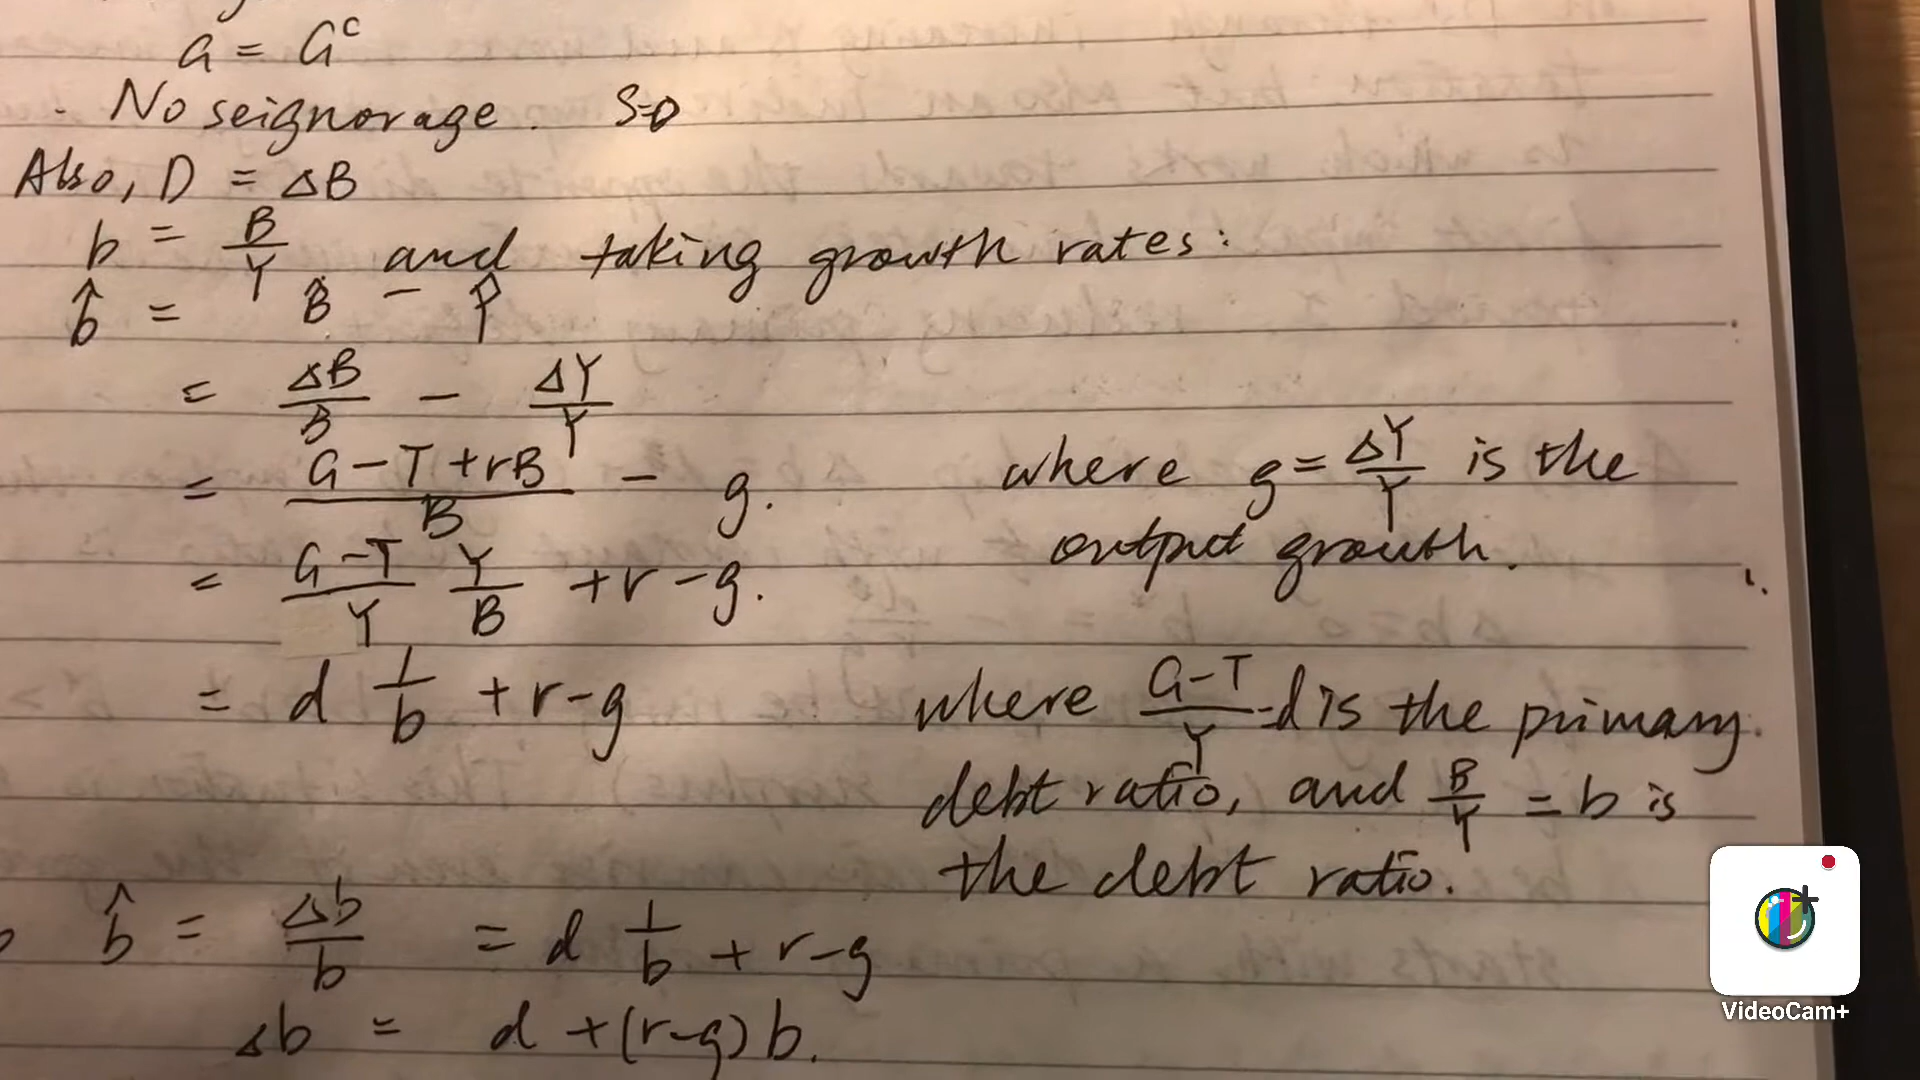 G = G^c
. No seignorage. S=0
Also, D = ΔB
b = B/Y and taking growth rates:
b̂ = B̂ - Ŷ
= ΔB/B - ΔY/Y
= (G-T+rB)/B - g. where g = ΔY/Y is the
output growth.
= (G-T)/Y Y/B + r-g.
= d 1/b + r-g where (G-T)/Y = d is the primary
debt ratio, and B/Y = b is
the debt ratio.
b̂ = Δb/b = d 1/b + r-g
Δb = d + (r-g) b.
VideoCam+